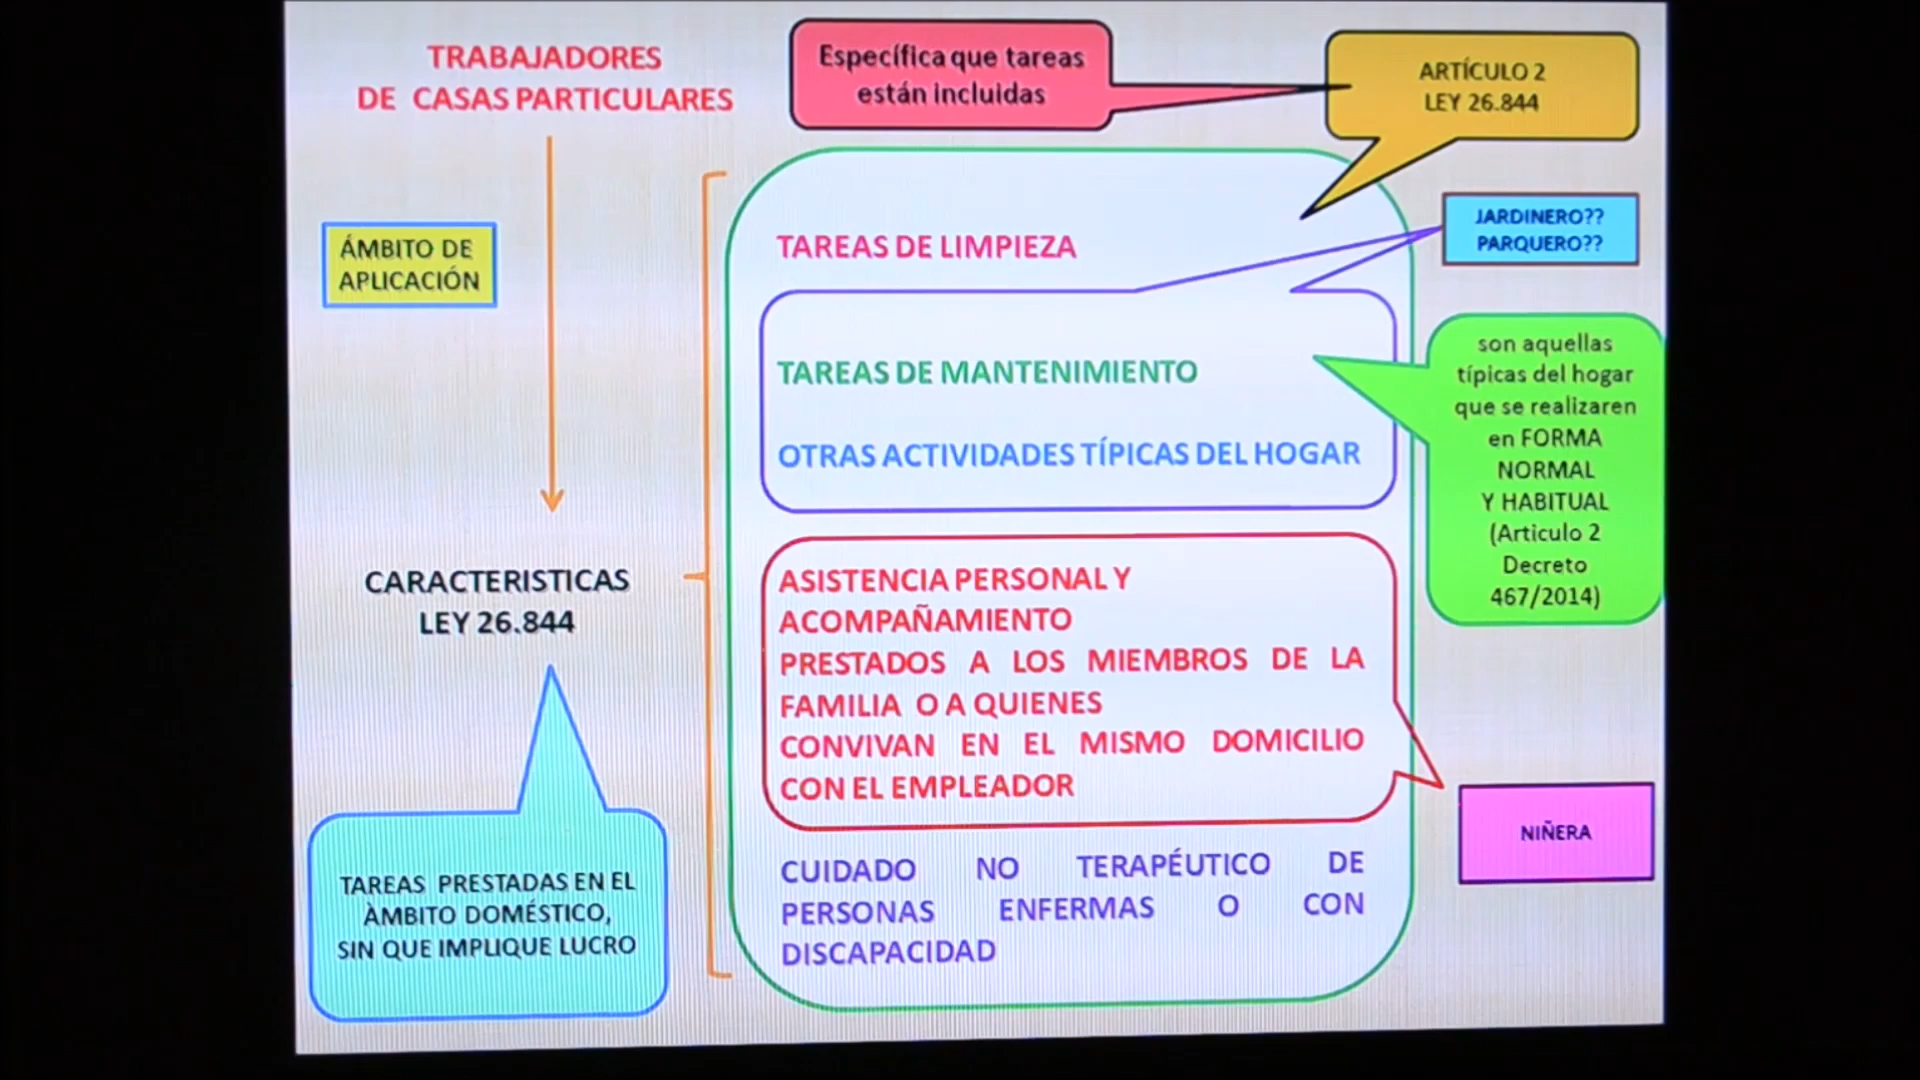 TRABAJADORES
DE CASAS PARTICULARES
Específica que tareas
están incluidas
ARTÍCULO 2
LEY 26.844
ÁMBITO DE
APLICACIÓN
TAREAS DE LIMPIEZA
JARDINERO??
PARQUERO??
TAREAS DE MANTENIMIENTO
OTRAS ACTIVIDADES TÍPICAS DEL HOGAR
son aquellas
típicas del hogar
que se realizaren
en FORMA
NORMAL
Y HABITUAL
(Articulo 2
Decreto
467/2014)
CARACTERISTICAS
LEY 26.844
ASISTENCIA PERSONAL Y
ACOMPAÑAMIENTO
PRESTADOS A LOS MIEMBROS DE LA
FAMILIA O A QUIENES
CONVIVAN EN EL MISMO DOMICILIO
CON EL EMPLEADOR
NIÑERA
TAREAS PRESTADAS EN EL
ÀMBITO DOMÉSTICO,
SIN QUE IMPLIQUE LUCRO
CUIDADO NO TERAPÉUTICO DE
PERSONAS ENFERMAS O CON
DISCAPACIDAD